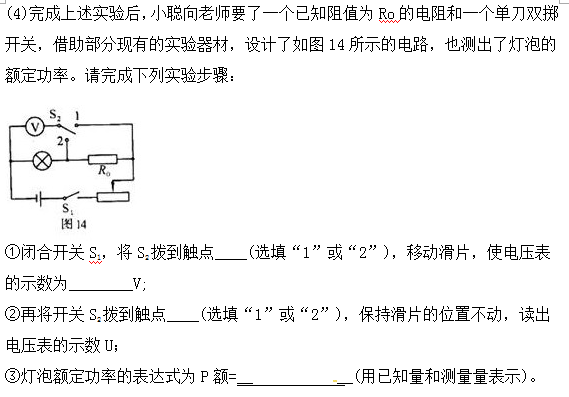 (4)完成上述实验后,小聪向老师要了一个已知阻值为Ro的电阻和一个单刀双掷
开关,借助部分现有的实验器材,设计了如图14所示的电路,也测出了灯泡的
额定功率。请完成下列实验步骤:
S₂ 1
V
2
R₀
S₁
图14
①闭合开关S₁,将S₂拨到触点____(选填“1”或“2”),移动滑片,使电压表
的示数为________V;
②再将开关S₂拨到触点____(选填“1”或“2”),保持滑片的位置不动,读出
电压表的示数U;
③灯泡额定功率的表达式为P额=______________(用已知量和测量量表示)。